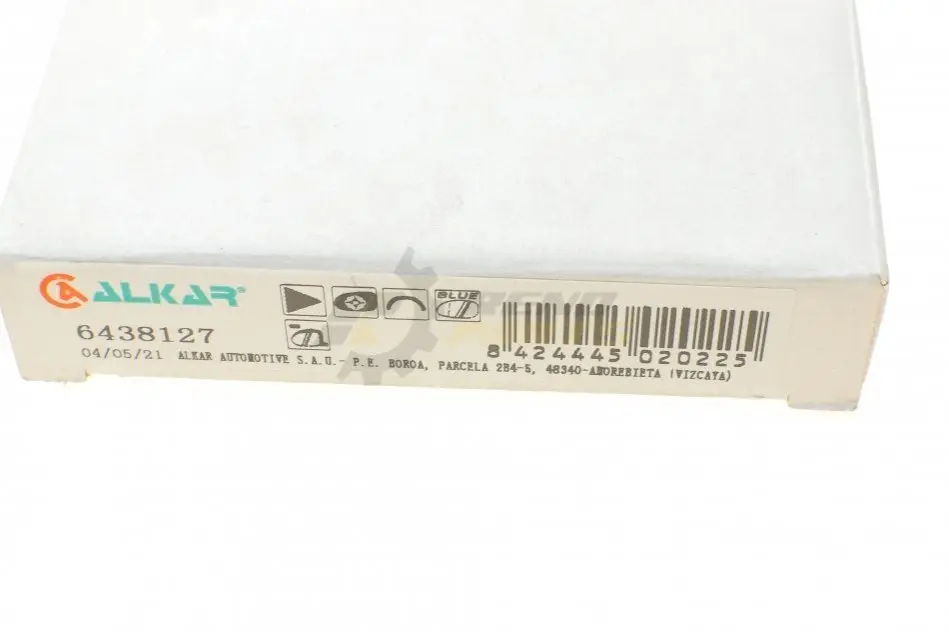 ALKAR®
BLUE
6438127
8 424445 020225
04/05/21 ALKAR AUTOMOTIVE S.A.U.- P.E. BOROA, PARCELA 2B4-5, 48340-AMOREBIETA (VIZCAYA)